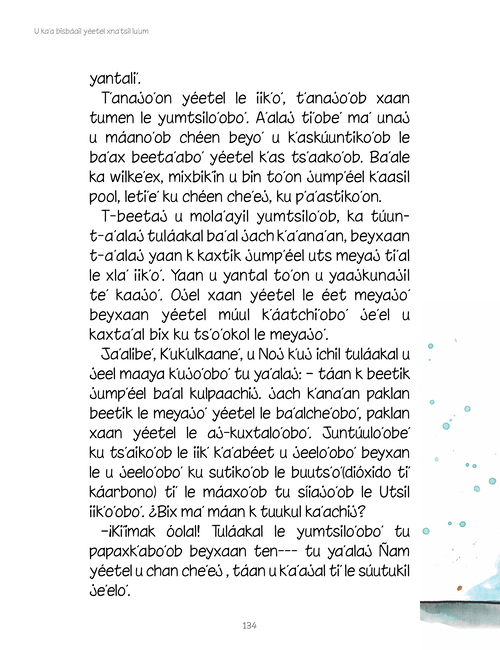 U ka'a bisbáail yéetel xna'tsil lu'um
yantali'.
T'anajo'on yéetel le iik'o', t'anajo'ob xaan
tumen le yumtsilo'obo'. A'alaj ti'obe' ma' unaj
u máano'ob chéen beyo' u k'askúuntiko'ob le
ba'ax beeta'abo' yéetel k'as ts'aako'ob. Ba'ale
ka wilke'ex, mixbik'in u bin to'on jump'éel k'aasil
pool, leti'e' ku chéen che'ej, ku p'a'astiko'on.
T-beetaj u mola'ayil yumtsilo'ob, ka túun-
t-a'alaj tuláakal ba'al jach k'a'ana'an, beyxaan
t-a'alaj yaan k kaxtik jump'éel uts meyaj ti'al
le xla' iik'o'. Yaan u yantal to'on u yaajkunajil
te' kaajo'. Ojel xaan yéetel le éet meyajo'
beyxaan yéetel múul k'áatchi'obo' je'el u
kaxta'al bix ku ts'o'okol le meyajo'.
Ja'alibe', K'uk'ulkaane', u Noj k'uj ichil tuláakal u
jeel maaya k'ujo'obo' tu ya'alaj: – táan k beetik
jump'éel ba'al kulpaachij. Jach k'ana'an paklan
beetik le meyajo' yéetel le ba'alche'obo', paklan
xaan yéetel le aj-kuxtalo'obo'. Juntúulo'obe'
ku ts'aiko'ob le iik' k'a'abéet u jeelo'obo' beyxan
le u jeelo'obo' ku sutiko'ob le buuts'o'(dióxido ti'
káarbono) ti' le máaxo'ob tu siijajo'ob le Utsil
iik'o'obo'. ¿Bix ma' máan k tuukul ka'achij?
–¡Ki'imak óolal! Tuláakal le yumtsilo'obo' tu
papaxk'abo'ob beyxaan ten--- tu ya'alaj Ñam
yéetel u chan che'ej , táan u k'a'ajal ti' le súutukil
je'elo'.
134